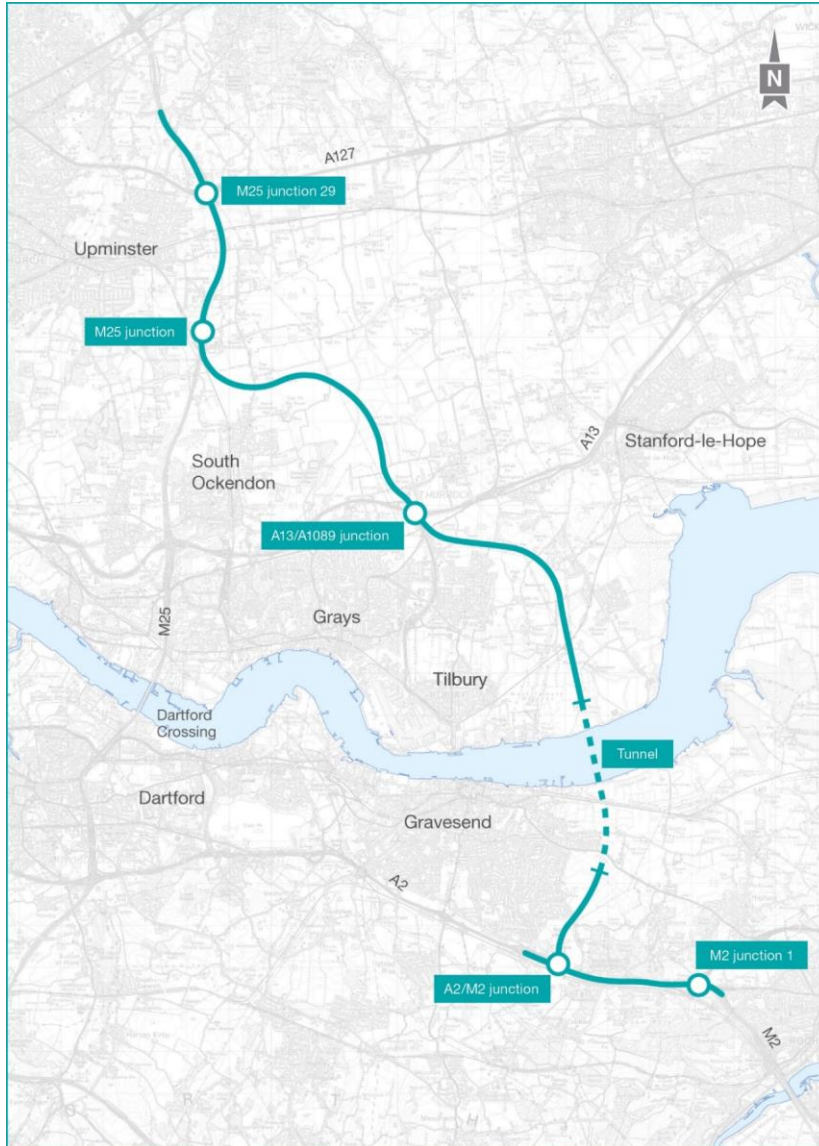 N
A127
M25 junction 29
Upminster
M25 junction
A13
Stanford-le-Hope
South
Ockendon
A13/A1089 junction
M25
Grays
Tilbury
Dartford
Crossing
Tunnel
Dartford
Gravesend
A2
M2 junction 1
A2/M2 junction
M2